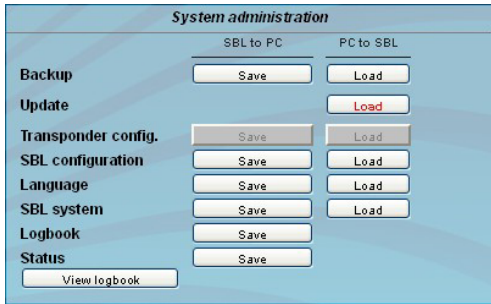 System administration
SBL to PC PC to SBL
Backup Save Load
Update Load
Transponder config. Save Load
SBL configuration Save Load
Language Save Load
SBL system Save Load
Logbook Save
Status Save
View logbook